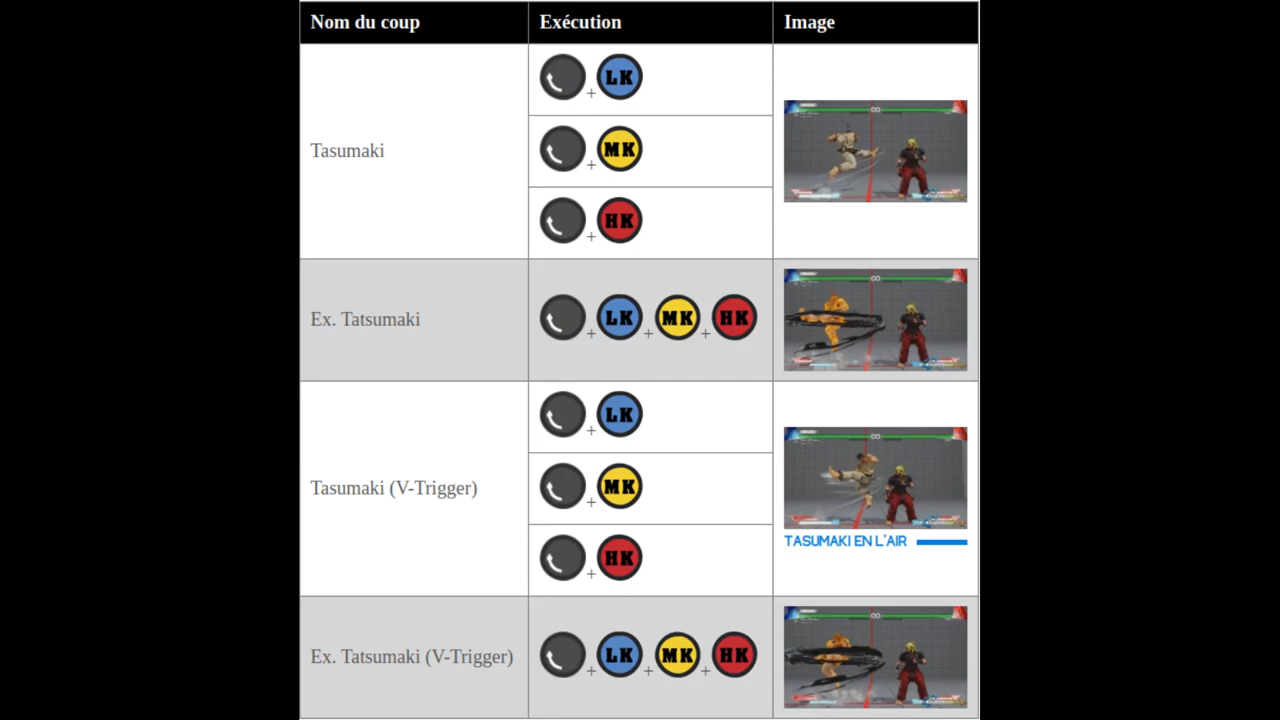 Nom du coup Exécution Image
Tasumaki
+ LK
+ MK
+ HK
Ex. Tatsumaki
+ LK + MK + HK
Tasumaki (V-Trigger)
+ LK
+ MK
+ HK
TASUMAKI EN L'AIR
Ex. Tatsumaki (V-Trigger)
+ LK + MK + HK